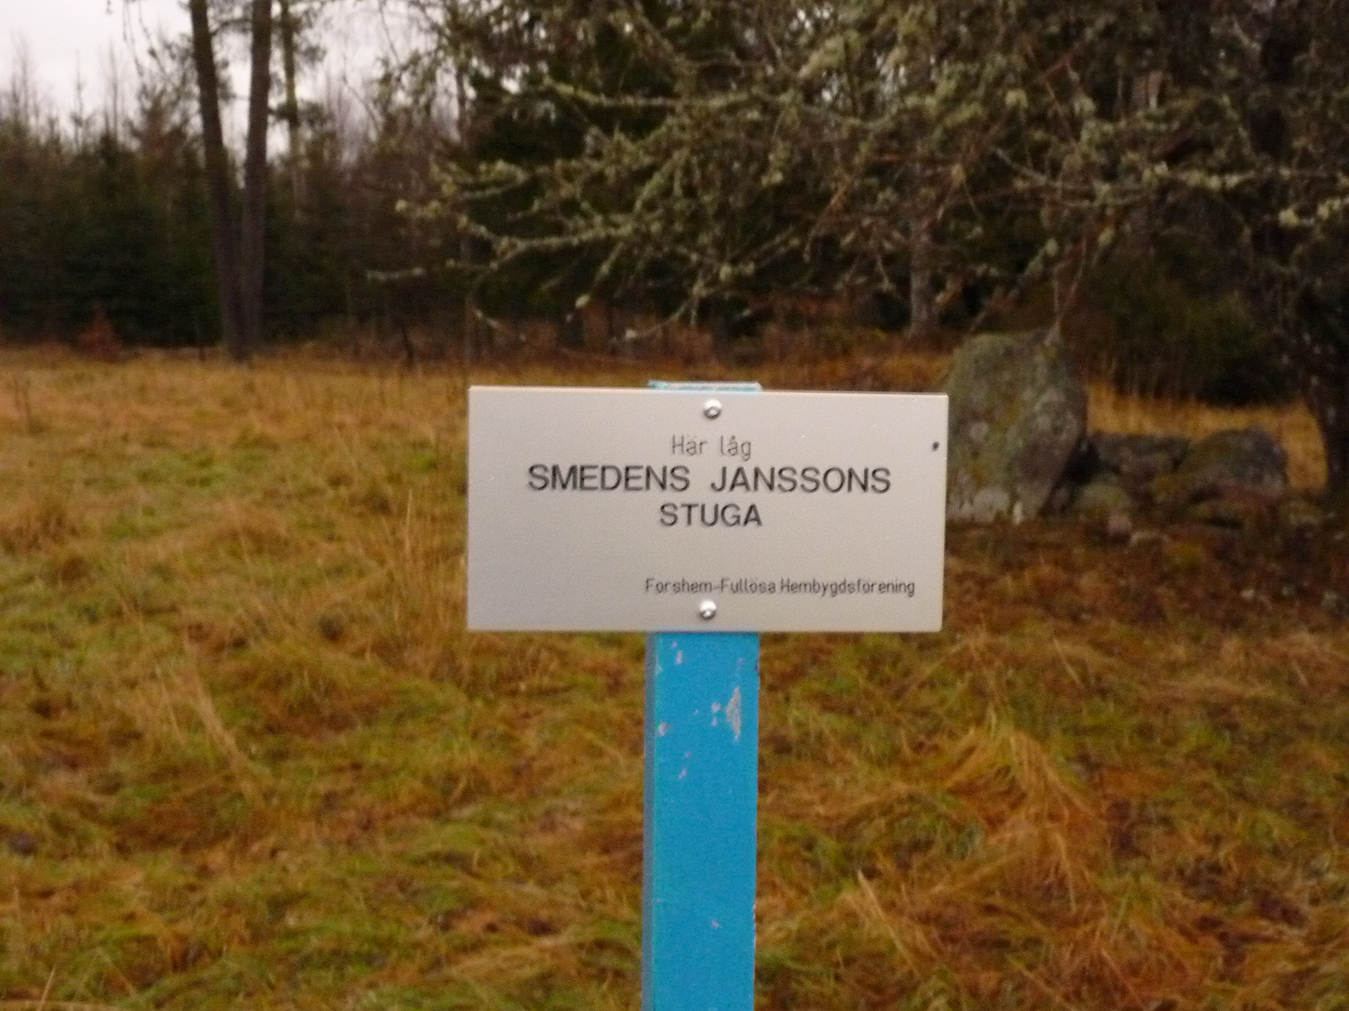 Här låg
SMEDENS JANSSONS
STUGA
Forshem-Fullösa Hembygdsförening